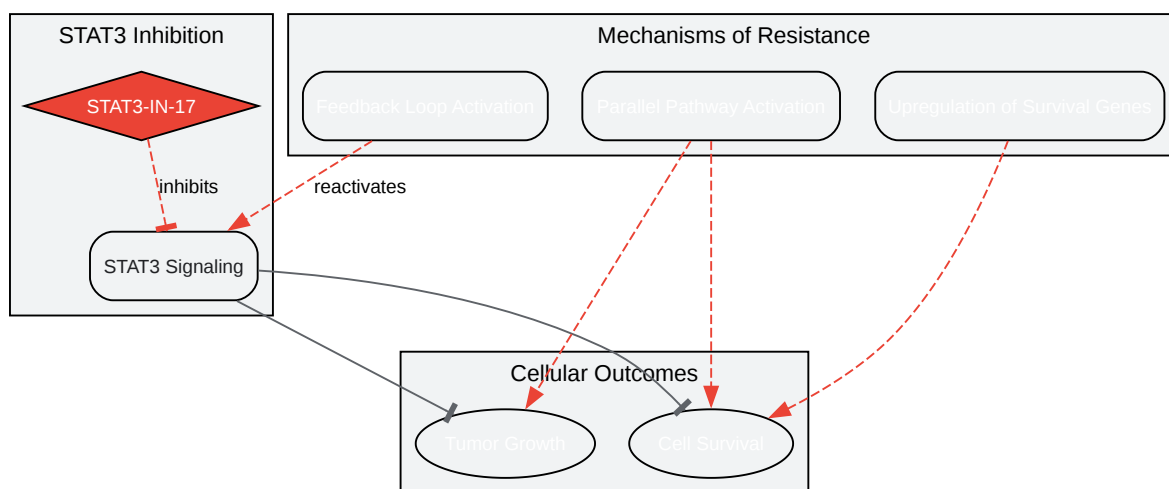 STAT3 Inhibition
Mechanisms of Resistance
STAT3-IN-17
Feedback Loop Activation
Parallel Pathway Activation
Upregulation of Survival Genes
inhibits
reactivates
STAT3 Signaling
Cellular Outcomes
Tumor Growth
Cell Survival